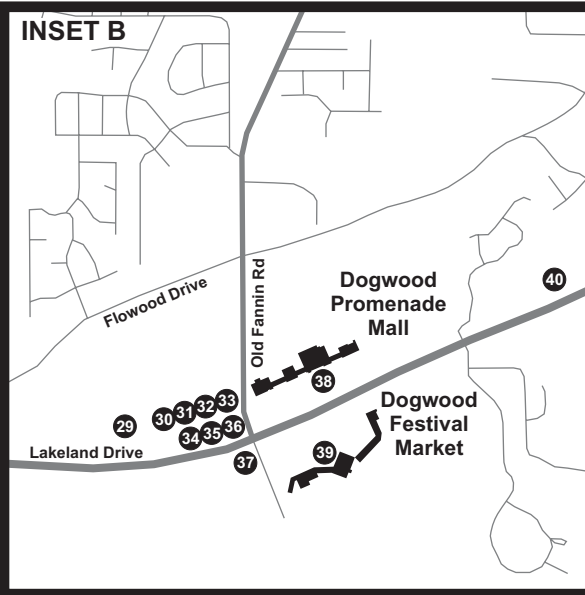 INSET B
40
Dogwood
Promenade
Mall
Old Fannin Rd
Flowood Drive
38
Dogwood
Festival
Market
29
30
31
32
33
34
35
36
Lakeland Drive
37
39